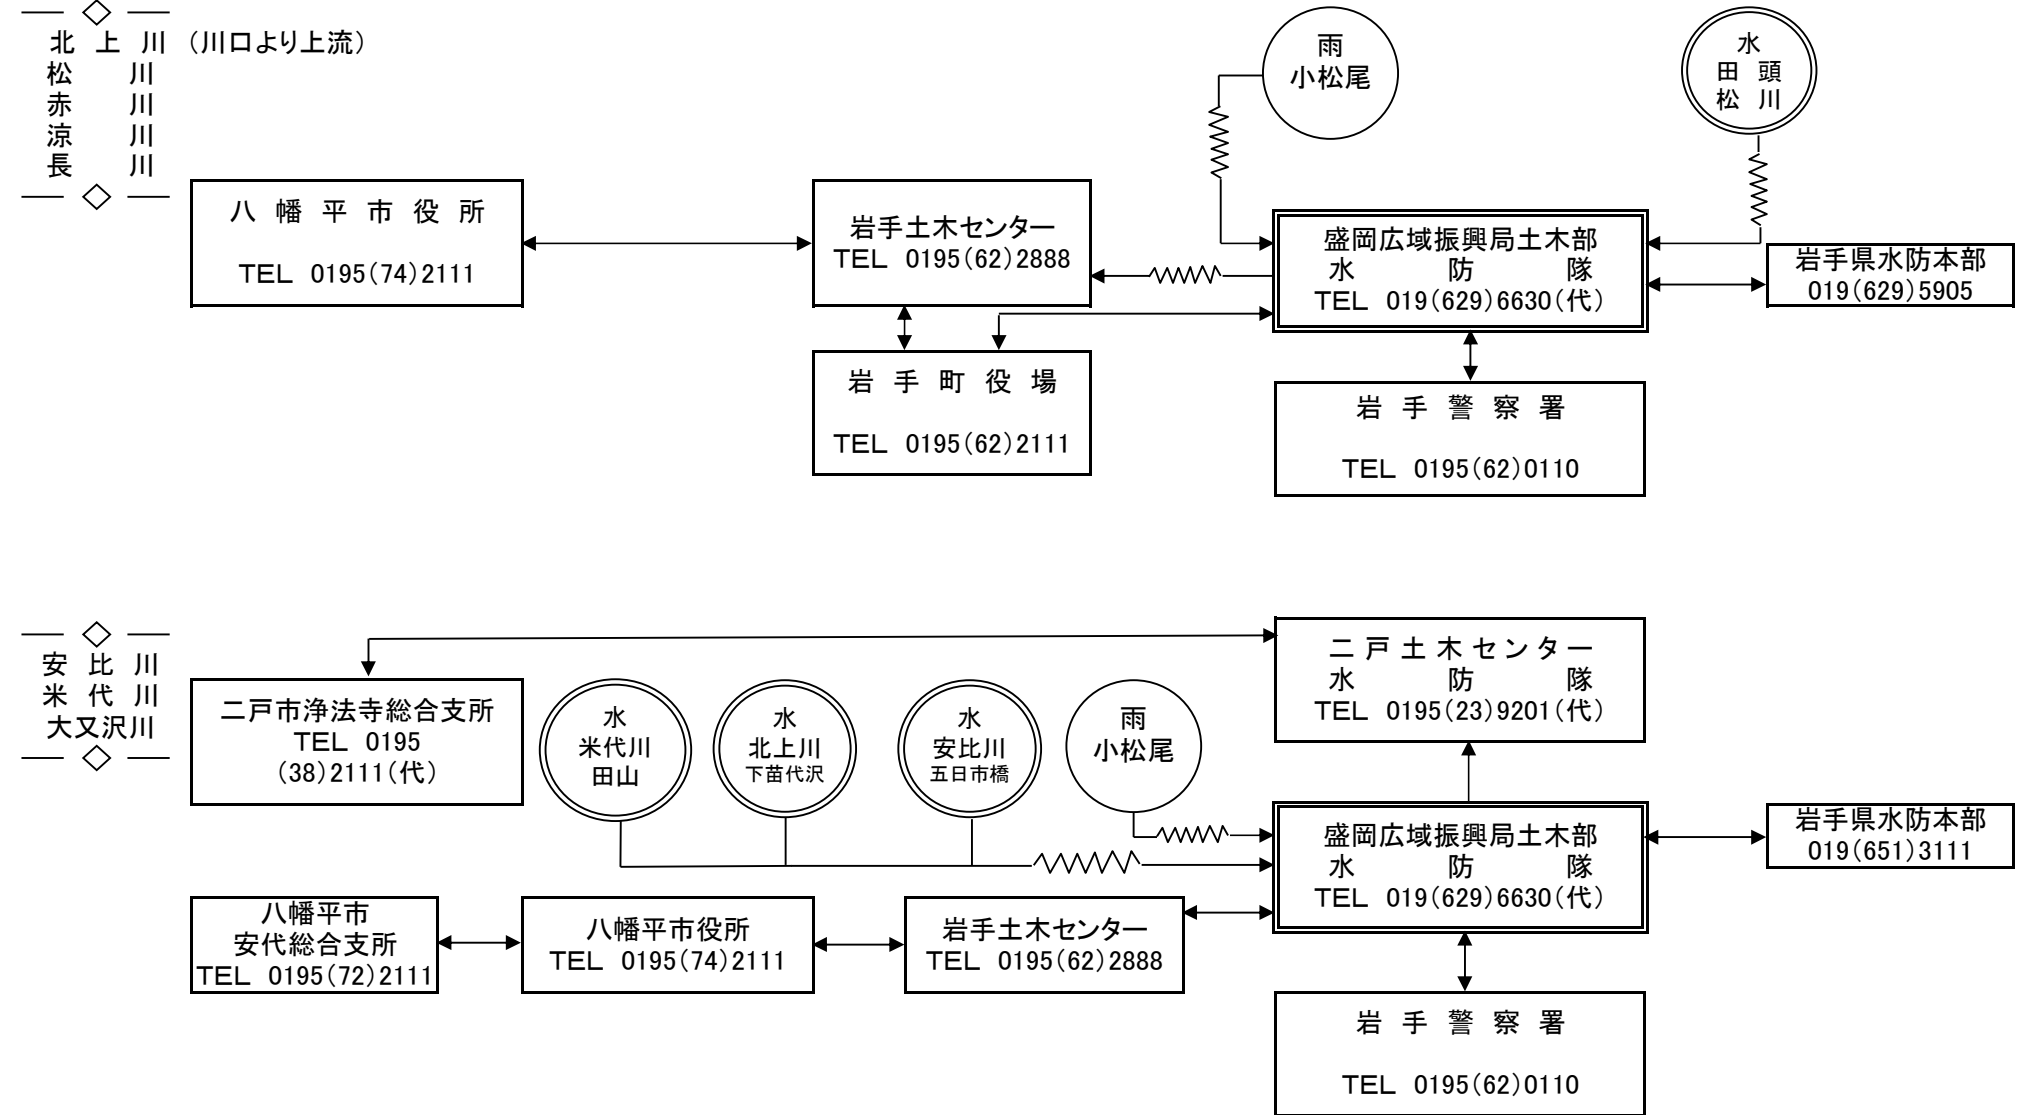 北上川（川口より上流）
松川
赤川
涼川
長川
雨
小松尾
水
田頭
松川
八幡平市役所
TEL 0195(74)2111
岩手土木センター
TEL 0195(62)2888
盛岡広域振興局土木部
水防隊
TEL 019(629)6630(代)
岩手県水防本部
019(629)5905
岩手町役場
TEL 0195(62)2111
岩手警察署
TEL 0195(62)0110
安比川
米代川
大又沢川
二戸市浄法寺総合支所
TEL 0195
(38)2111(代)
水
米代川
田山
水
北上川
下苗代沢
水
安比川
五日市橋
雨
小松尾
二戸土木センター
水防隊
TEL 0195(23)9201(代)
盛岡広域振興局土木部
水防隊
TEL 019(629)6630(代)
岩手県水防本部
019(651)3111
八幡平市
安代総合支所
TEL 0195(72)2111
八幡平市役所
TEL 0195(74)2111
岩手土木センター
TEL 0195(62)2888
岩手警察署
TEL 0195(62)0110